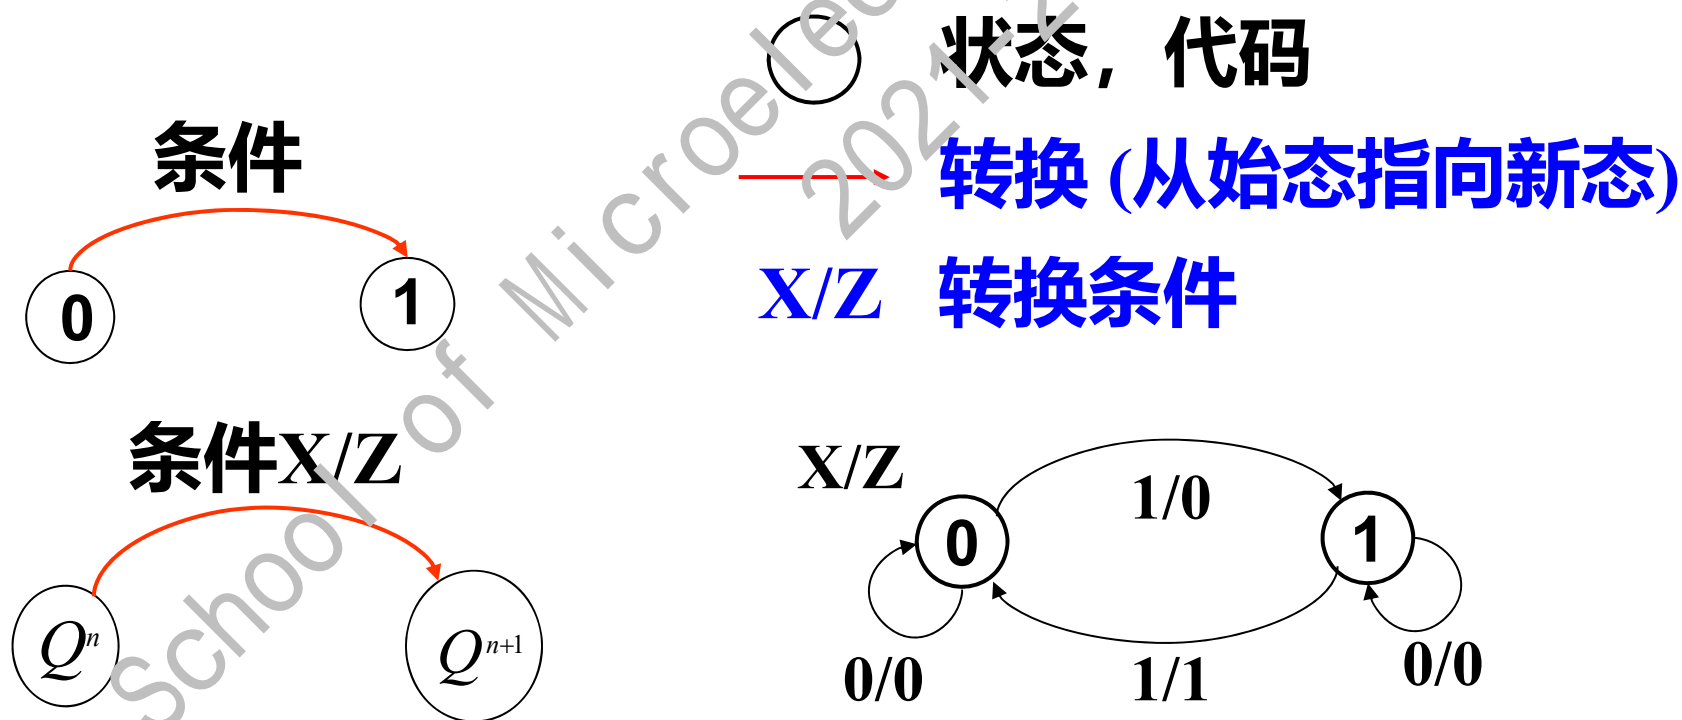 状态，代码
条件
转换 (从始态指向新态)
0
1
X/Z 转换条件
条件X/Z
X/Z
1/0
0
1
Qⁿ
Qⁿ⁺¹
0/0
1/1
0/0
School of Microelec
2021-2